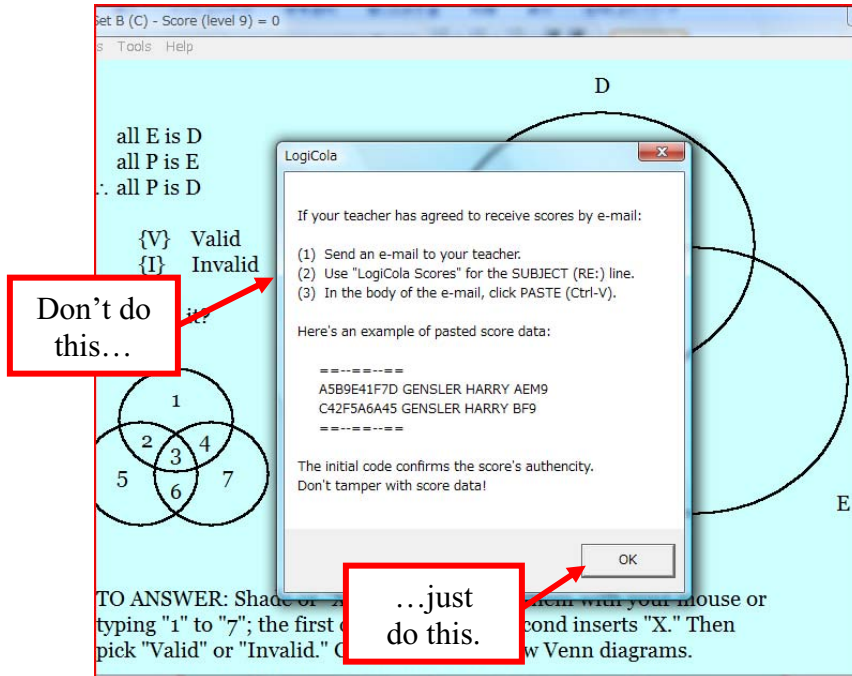 Set B (C) - Score (level 9) = 0
s Tools Help
D
all E is D
all P is E
∴ all P is D
{V} Valid
{I} Invalid
it?
Don't do
this…
LogiCola
If your teacher has agreed to receive scores by e-mail:
(1) Send an e-mail to your teacher.
(2) Use "LogiCola Scores" for the SUBJECT (RE:) line.
(3) In the body of the e-mail, click PASTE (Ctrl-V).
Here's an example of pasted score data:
==--==--==
A5B9E41F7D GENSLER HARRY AEM9
C42F5A6A45 GENSLER HARRY BF9
==--==--==
The initial code confirms the score's authencity.
Don't tamper with score data!
OK
1
2 3 4
5 6 7
E
…just
do this.
TO ANSWER: Shade or "X with your mouse or
typing "1" to "7"; the first cond inserts "X." Then
pick "Valid" or "Invalid." w Venn diagrams.